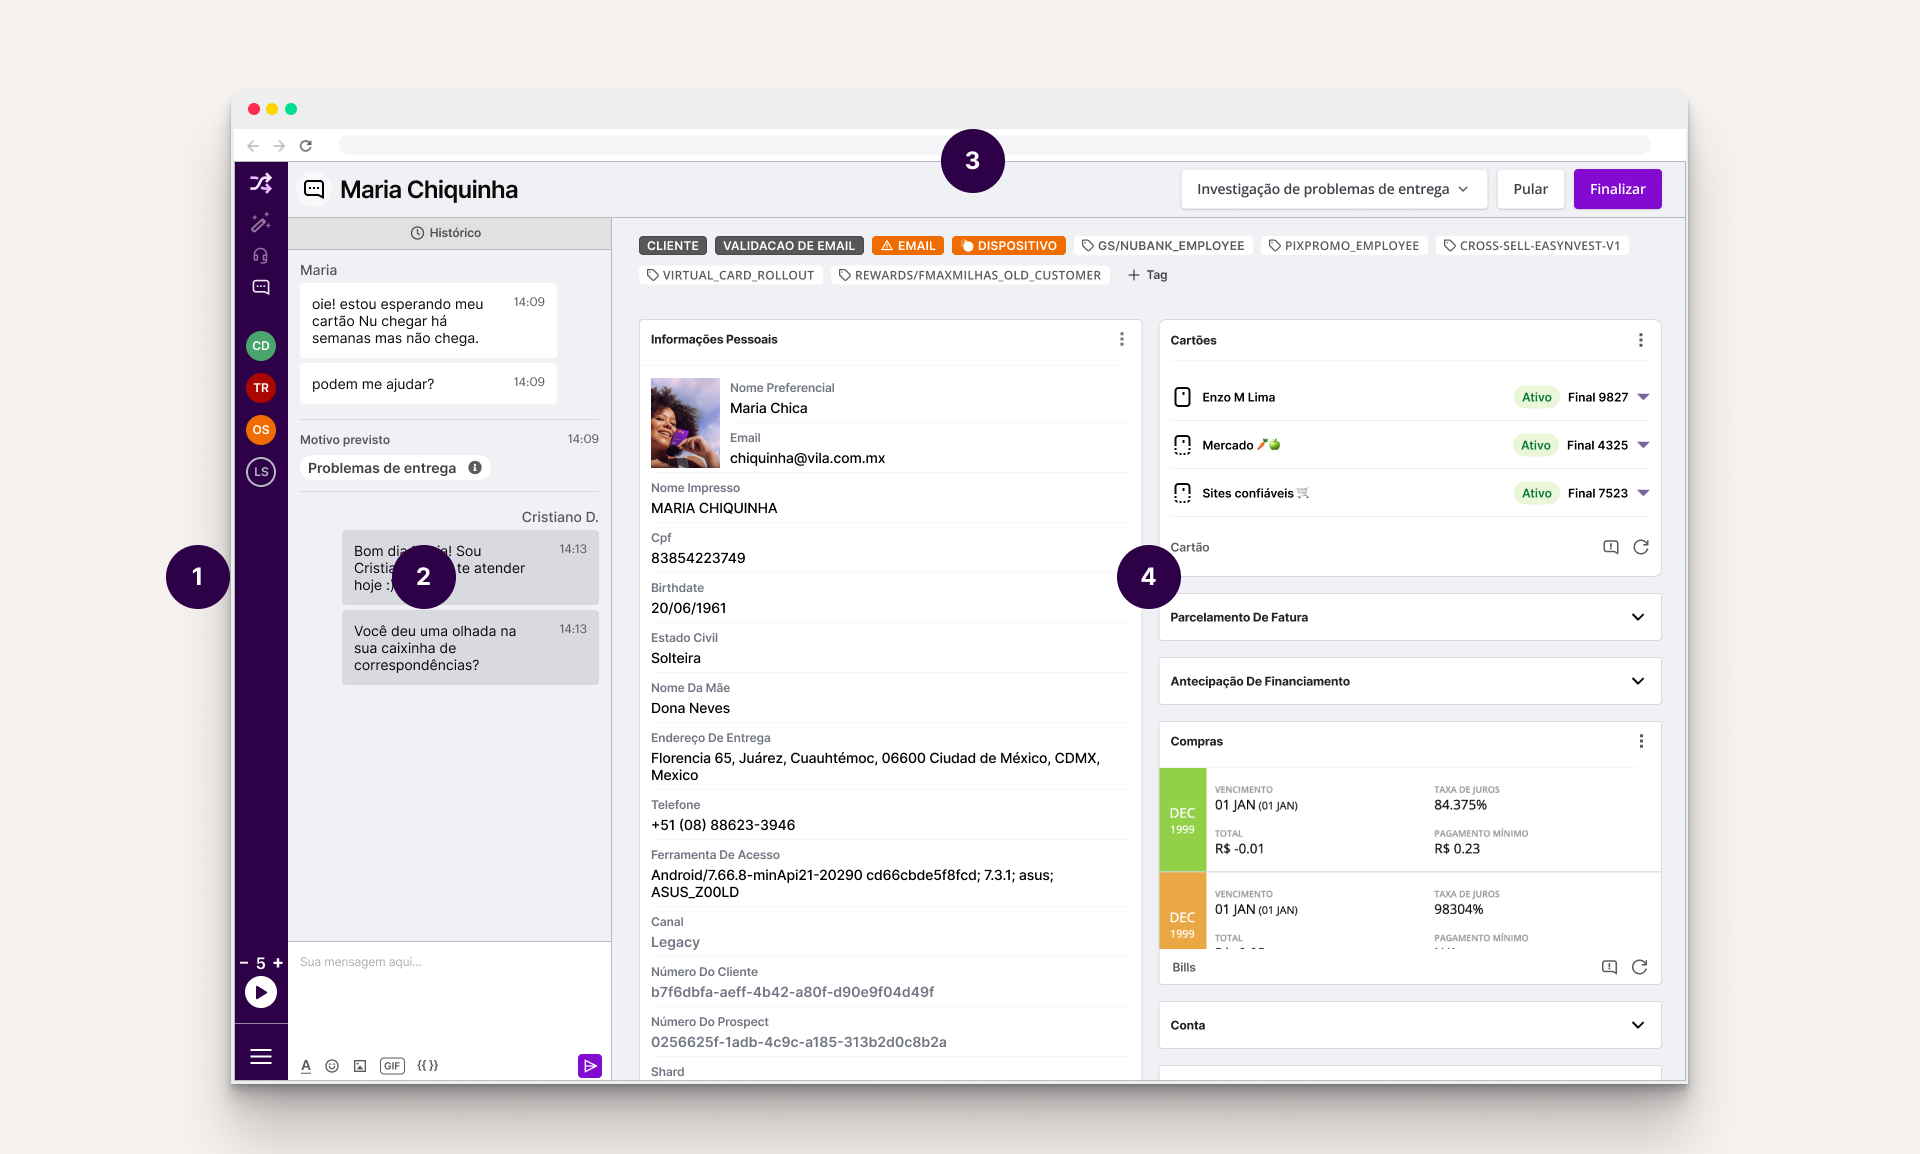 3
Maria Chiquinha
Investigação de problemas de entrega
Pular
Finalizar
Histórico
CD
TR
OS
LS
5
1
Maria
oie! estou esperando meu
cartão Nu chegar há
semanas mas não chega.
14:09
podem me ajudar?
14:09
Motivo previsto
14:09
Problemas de entrega
Cristiano D.
Bom dia! Sou
te atender
hoje :)
14:13
2
Você deu uma olhada na
sua caixinha de
correspondências?
14:13
Sua mensagem aqui...
A
GIF
{{ }}
CLIENTE
VALIDACAO DE EMAIL
EMAIL
DISPOSITIVO
GS/NUBANK_EMPLOYEE
PIXPROMO_EMPLOYEE
CROSS-SELL-EASYNVEST-V1
VIRTUAL_CARD_ROLLOUT
REWARDS/FMAXMILHAS_OLD_CUSTOMER
+ Tag
Informações Pessoais
Nome Preferencial
Maria Chica
Email
chiquinha@vila.com.mx
Nome Impresso
MARIA CHIQUINHA
Cpf
83854223749
Birthdate
20/06/1961
Estado Civil
Solteira
Nome Da Mãe
Dona Neves
Endereço De Entrega
Florencia 65, Juárez, Cuauhtémoc, 06600 Ciudad de México, CDMX,
Mexico
Telefone
+51 (08) 88623-3946
Ferramenta De Acesso
Android/7.66.8-minApi21-20290 cd66cbde5f8fcd; 7.3.1; asus;
ASUS_Z00LD
Canal
Legacy
Número Do Cliente
b7f6dbfa-aeff-4b42-a80f-d90e9f04d49f
Número Do Prospect
0256625f-1adb-4c9c-a185-313b2d0c8b2a
Shard
4
Cartões
Enzo M Lima
Ativo
Final 9827
Mercado 🥕🍏
Ativo
Final 4325
Sites confiáveis 🛒
Ativo
Final 7523
Cartão
Parcelamento De Fatura
Antecipação De Financiamento
Compras
DEC
1999
VENCIMENTO
01 JAN (01 JAN)
TAXA DE JUROS
84.375%
TOTAL
R$ -0.01
PAGAMENTO MÍNIMO
R$ 0.23
DEC
1999
VENCIMENTO
01 JAN (01 JAN)
TAXA DE JUROS
98304%
TOTAL
PAGAMENTO MÍNIMO
Bills
Conta